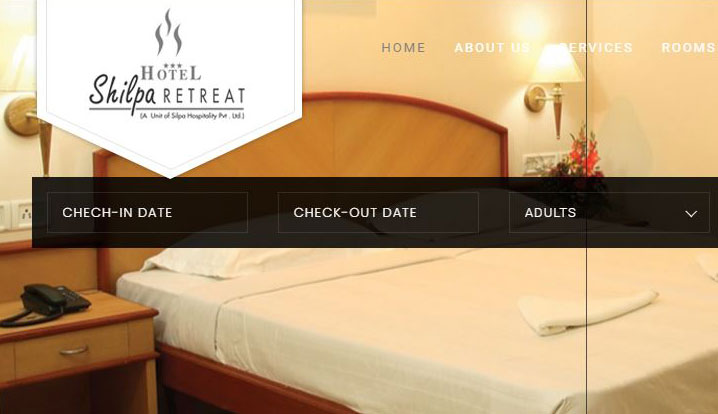 HOTEL
Shilpa RETREAT
(A Unit of Silpa Hospitality Pvt . Ltd.)
HOME ABOUT US SERVICES ROOMS
CHECH-IN DATE CHECK-OUT DATE ADULTS